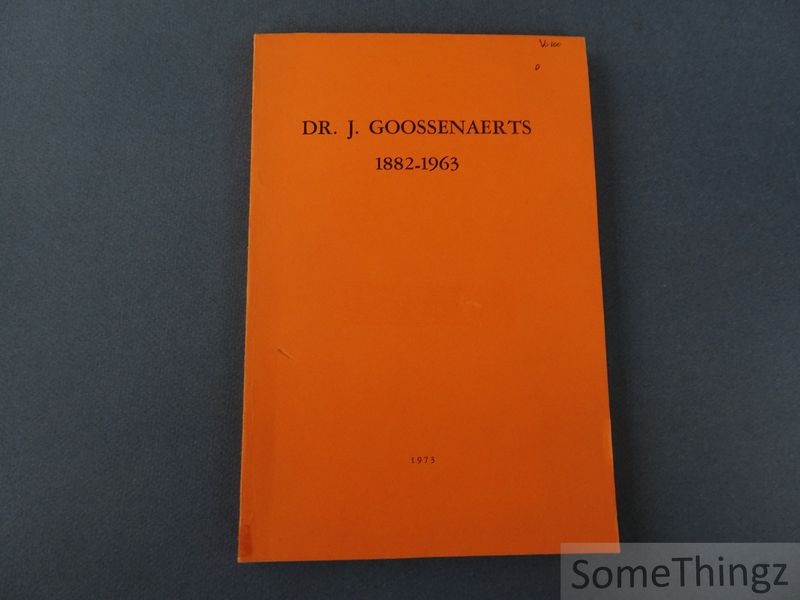 DR. J. GOOSSENAERTS
1882-1963
1973
SomeThingz